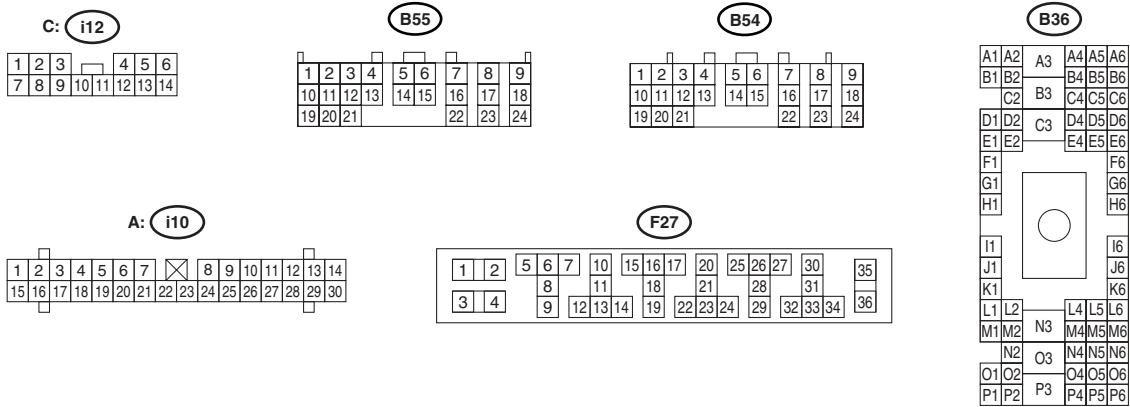 C: i12
1 2 3 4 5 6
7 8 9 10 11 12 13 14
B55
1 2 3 4 5 6 7 8 9
10 11 12 13 14 15 16 17 18
19 20 21 22 23 24
B54
1 2 3 4 5 6 7 8 9
10 11 12 13 14 15 16 17 18
19 20 21 22 23 24
A: i10
1 2 3 4 5 6 7 8 9 10 11 12 13 14
15 16 17 18 19 20 21 22 23 24 25 26 27 28 29 30
F27
1 2 5 6 7 10 15 16 17 20 25 26 27 30 35
8 11 18 21 28 31
3 4 9 12 13 14 19 22 23 24 29 32 33 34 36
B36
A1 A2 A3 A4 A5 A6
B1 B2 B4 B5 B6
C2 B3 C4 C5 C6
D1 D2 C3 D4 D5 D6
E1 E2 E4 E5 E6
F1 F6
G1 G6
H1 H6
I1 I6
J1 J6
K1 K6
L1 L2 L4 L5 L6
M1 M2 N3 M4 M5 M6
N2 O3 N4 N5 N6
O1 O2 O4 O5 O6
P1 P2 P3 P4 P5 P6